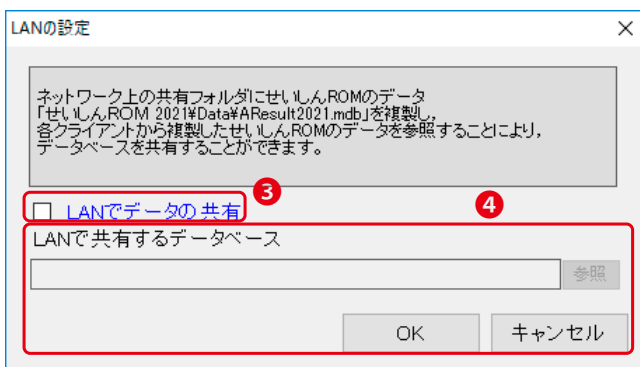 LANの設定
ネットワーク上の共有フォルダにせいしんROMのデータ
「せいしんROM 2021¥Data¥AResult2021.mdb」を複製し,
各クライアントから複製したせいしんROMのデータを参照することにより,
データベースを共有することができます。
3
LANでデータの共有
4
LANで共有するデータベース
参照
OK
キャンセル